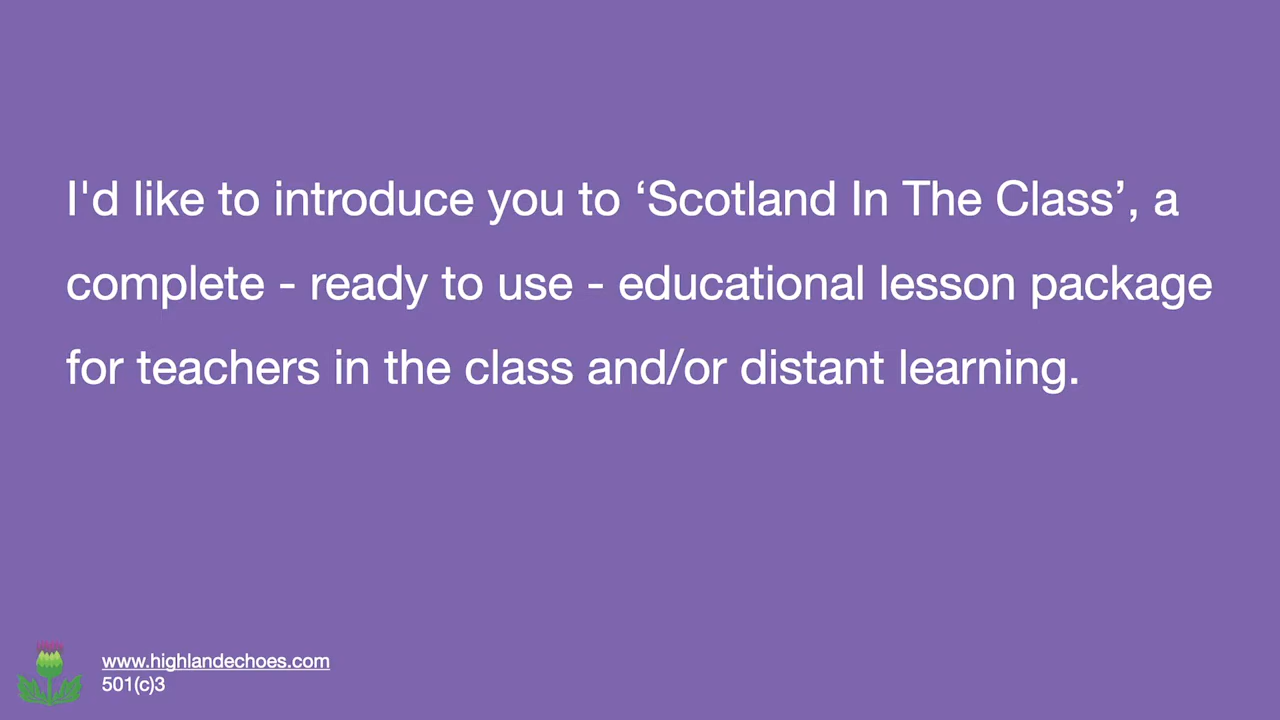 I'd like to introduce you to ‘Scotland In The Class’, a
complete - ready to use - educational lesson package
for teachers in the class and/or distant learning.
www.highlandechoes.com
501(c)3